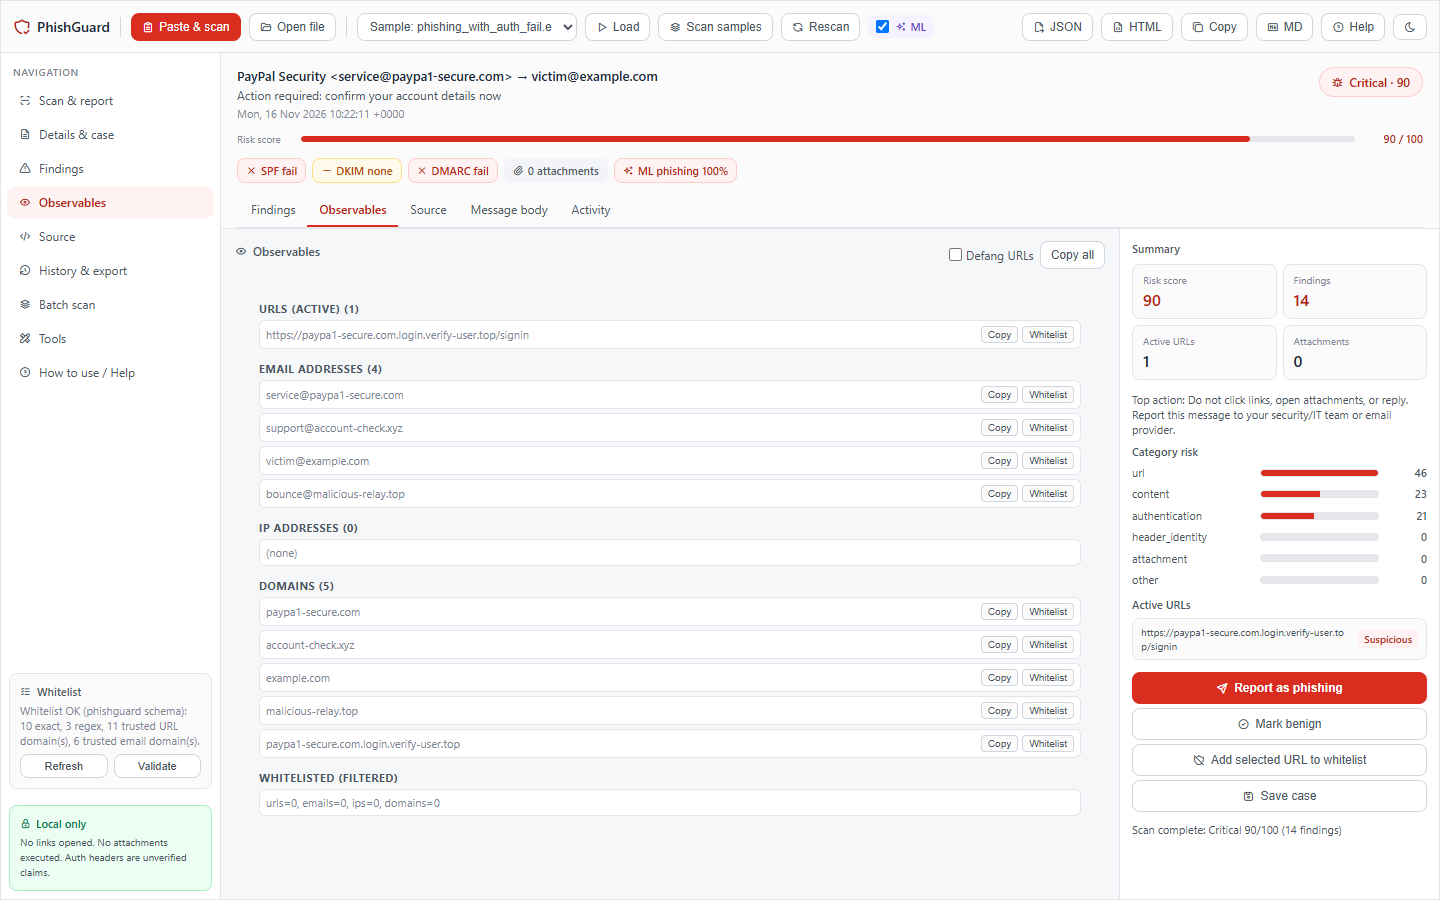 PhishGuard
Paste & scan
Open file
Sample: phishing_with_auth_fail.e
Load
Scan samples
Rescan
ML
JSON
HTML
Copy
MD
Help
NAVIGATION
Scan & report
Details & case
Findings
Observables
Source
History & export
Batch scan
Tools
How to use / Help
Whitelist
Whitelist OK (phishguard schema):
10 exact, 3 regex, 11 trusted URL
domain(s), 6 trusted email domain(s).
Refresh
Validate
Local only
No links opened. No attachments
executed. Auth headers are unverified
claims.
PayPal Security <service@paypa1-secure.com> → victim@example.com
Action required: confirm your account details now
Mon, 16 Nov 2026 10:22:11 +0000
Critical · 90
Risk score
90 / 100
SPF fail
DKIM none
DMARC fail
0 attachments
ML phishing 100%
Findings
Observables
Source
Message body
Activity
Observables
Defang URLs
Copy all
URLS (ACTIVE) (1)
https://paypa1-secure.com.login.verify-user.top/signin
Copy
Whitelist
EMAIL ADDRESSES (4)
service@paypa1-secure.com
Copy
Whitelist
support@account-check.xyz
Copy
Whitelist
victim@example.com
Copy
Whitelist
bounce@malicious-relay.top
Copy
Whitelist
IP ADDRESSES (0)
(none)
DOMAINS (5)
paypa1-secure.com
Copy
Whitelist
account-check.xyz
Copy
Whitelist
example.com
Copy
Whitelist
malicious-relay.top
Copy
Whitelist
paypa1-secure.com.login.verify-user.top
Copy
Whitelist
WHITELISTED (FILTERED)
urls=0, emails=0, ips=0, domains=0
Summary
Risk score
90
Findings
14
Active URLs
1
Attachments
0
Top action: Do not click links, open attachments, or reply.
Report this message to your security/IT team or email
provider.
Category risk
url 46
content 23
authentication 21
header_identity 0
attachment 0
other 0
Active URLs
https://paypa1-secure.com.login.verify-user.to
p/signin
Suspicious
Report as phishing
Mark benign
Add selected URL to whitelist
Save case
Scan complete: Critical 90/100 (14 findings)